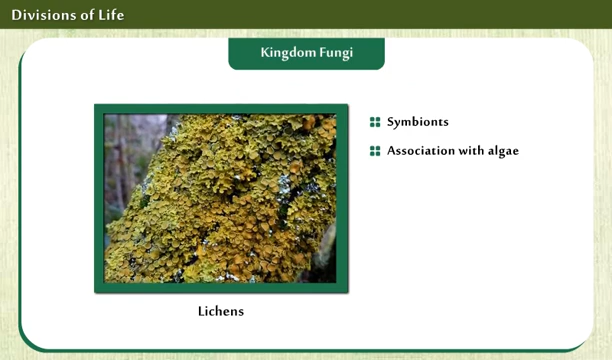 Divisions of Life
Kingdom Fungi
Symbionts
Association with algae
Lichens